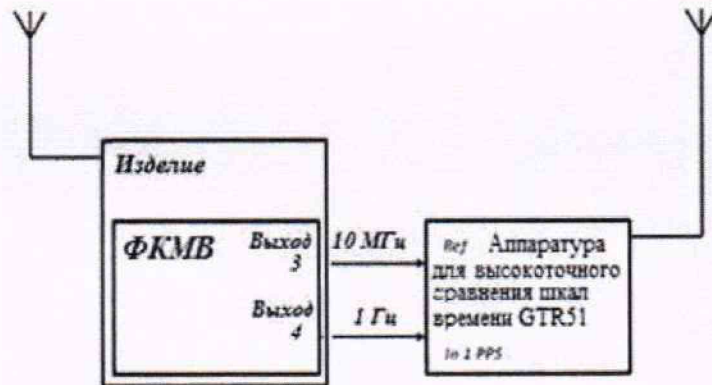 Изделие
ФКМВ
Выход
3
10 МГц
Выход
4
1 Гц
Ref Аппаратура
для высокоточного
сравнения шкал
времени GTR51
In 1 PPS